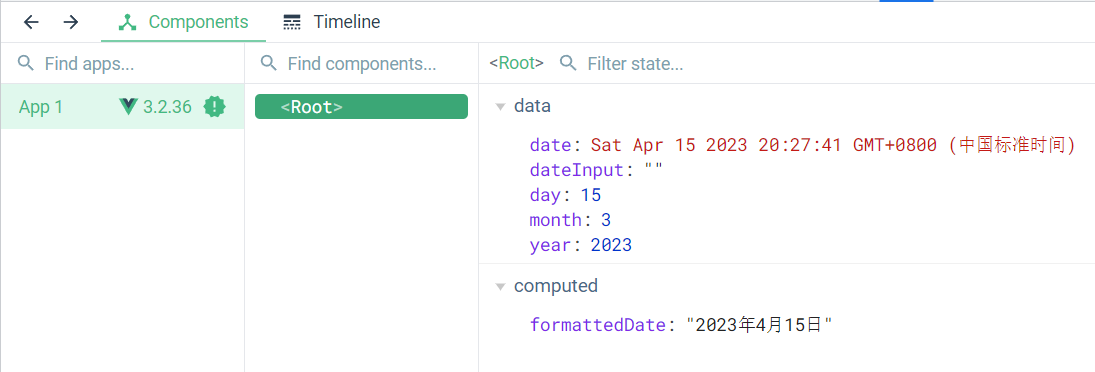 Components Timeline
Find apps... Find components... <Root> Filter state...
App 1 3.2.36 <Root>
data
date: Sat Apr 15 2023 20:27:41 GMT+0800 (中国标准时间)
dateInput: ""
day: 15
month: 3
year: 2023
computed
formattedDate: "2023年4月15日"